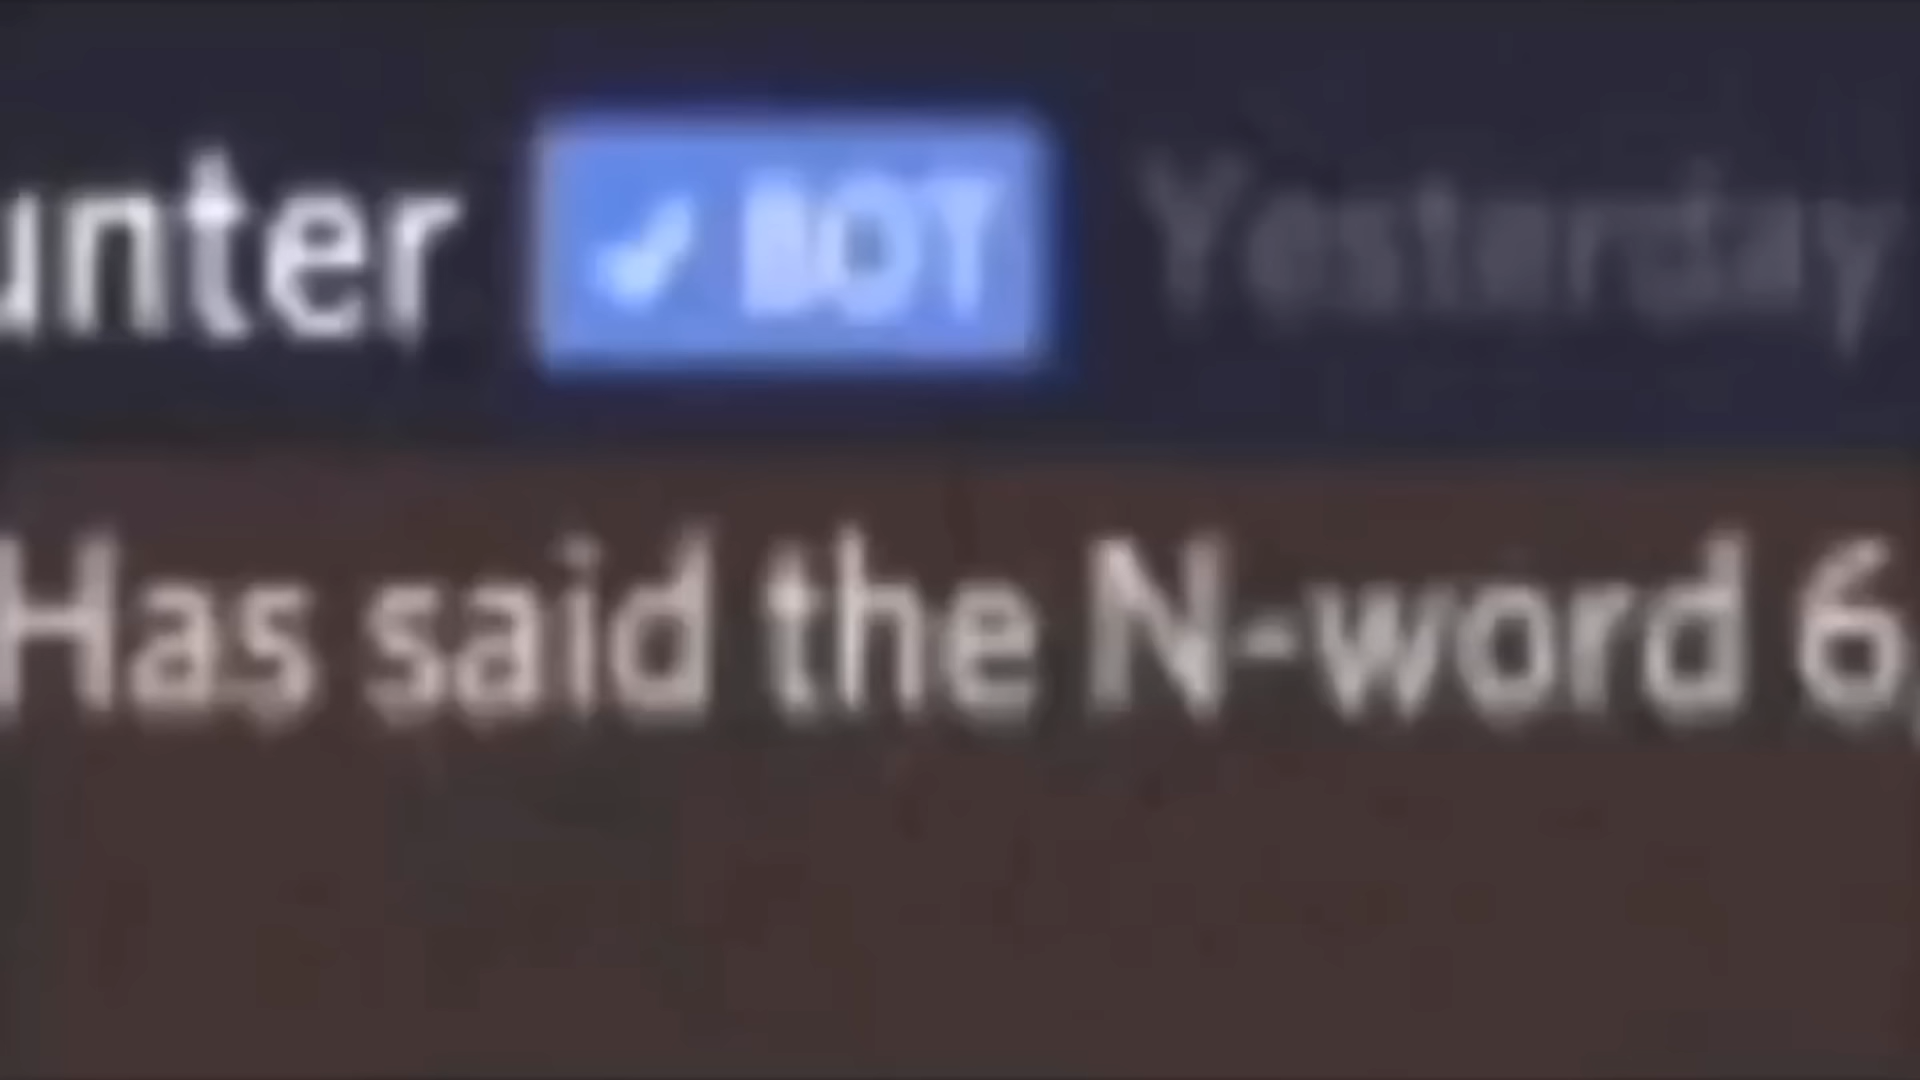 unter ✓ BOT Yesterday
Has said the N-word 6,